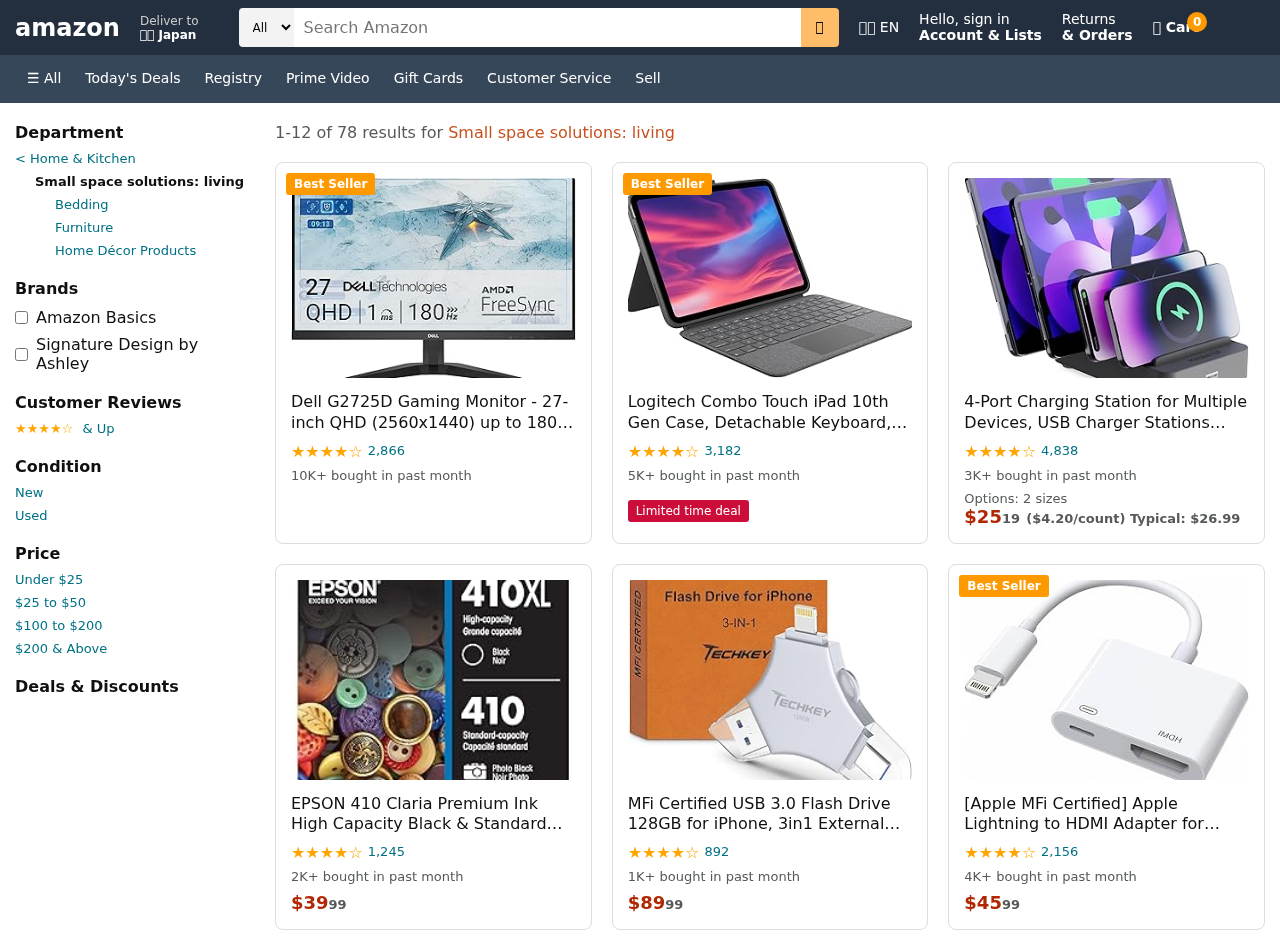 amazon
Deliver to
Japan
All
Search Amazon
EN
Hello, sign in
Account & Lists
Returns
& Orders
0
☰ All
Today's Deals
Registry
Prime Video
Gift Cards
Customer Service
Sell
Department
< Home & Kitchen
Small space solutions: living
Bedding
Furniture
Home Décor Products
Brands
Amazon Basics
Signature Design by
Ashley
Customer Reviews
★★★★☆ & Up
Condition
New
Used
Price
Under $25
$25 to $50
$100 to $200
$200 & Above
Deals & Discounts
1-12 of 78 results for Small space solutions: living
Best Seller
09:13
27 DELL Technologies
QHD 1 ms 180 Hz
AMD
FreeSync
DELL
Dell G2725D Gaming Monitor - 27-
inch QHD (2560x1440) up to 180…
★★★★☆ 2,866
10K+ bought in past month
Best Seller
Logitech Combo Touch iPad 10th
Gen Case, Detachable Keyboard,…
★★★★☆ 3,182
5K+ bought in past month
Limited time deal
4-Port Charging Station for Multiple
Devices, USB Charger Stations…
★★★★☆ 4,838
3K+ bought in past month
Options: 2 sizes
$25 19 ($4.20/count) Typical: $26.99
EPSON
EXCEED YOUR VISION
410XL
High-capacity
Grande capacité
Black
Noir
410
Standard-capacity
Capacité standard
Photo Black
Noir Photo
EPSON 410 Claria Premium Ink
High Capacity Black & Standard…
★★★★☆ 1,245
2K+ bought in past month
$39 99
MFi CERTIFIED
Flash Drive for iPhone
3-IN-1
TECHKEY
TECHKEY
128GB
MFi Certified USB 3.0 Flash Drive
128GB for iPhone, 3in1 External…
★★★★☆ 892
1K+ bought in past month
$89 99
Best Seller
HDMI
[Apple MFi Certified] Apple
Lightning to HDMI Adapter for…
★★★★☆ 2,156
4K+ bought in past month
$45 99